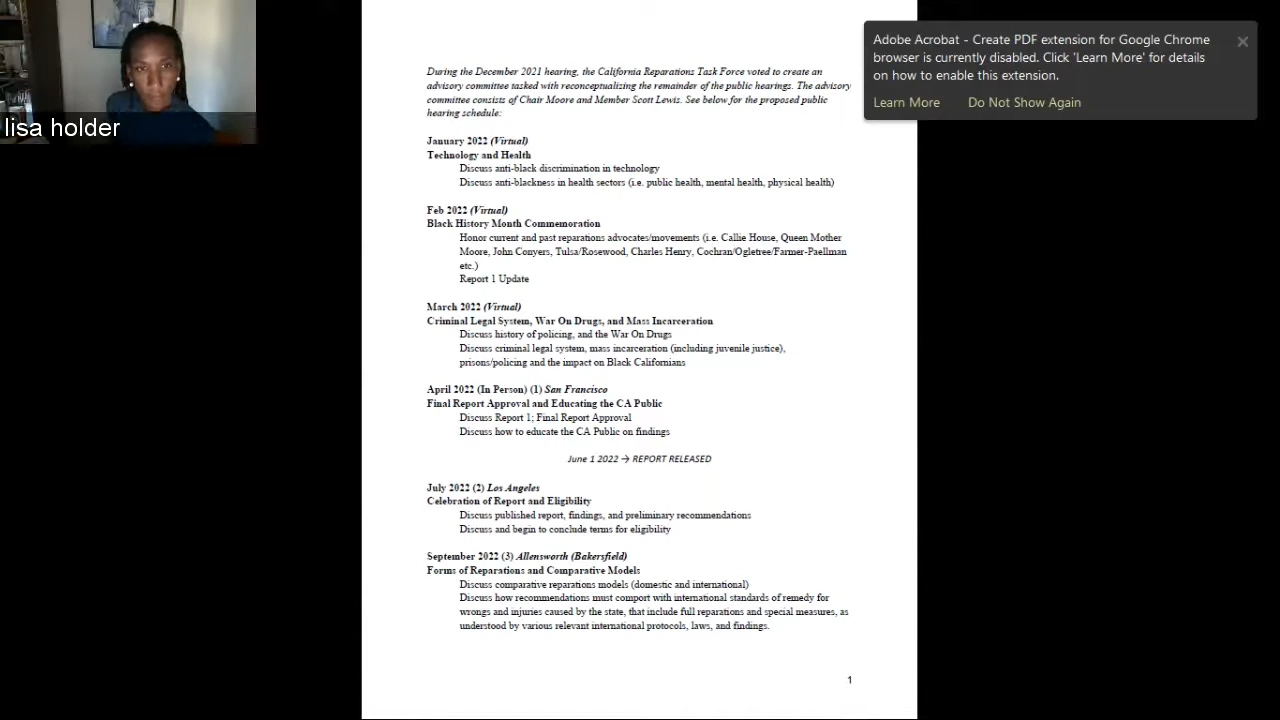 lisa holder
During the December 2021 hearing, the California Reparations Task Force voted to create an
advisory committee tasked with reconceptualizing the remainder of the public hearings. The advisory
committee consists of Chair Moore and Member Scott Lewis. See below for the proposed public
hearing schedule:
January 2022 (Virtual)
Technology and Health
Discuss anti-black discrimination in technology
Discuss anti-blackness in health sectors (i.e. public health, mental health, physical health)
Feb 2022 (Virtual)
Black History Month Commemoration
Honor current and past reparations advocates/movements (i.e. Callie House, Queen Mother
Moore, John Conyers, Tulsa/Rosewood, Charles Henry, Cochran/Ogletree/Farmer-Paellman
etc.)
Report 1 Update
March 2022 (Virtual)
Criminal Legal System, War On Drugs, and Mass Incarceration
Discuss history of policing, and the War On Drugs
Discuss criminal legal system, mass incarceration (including juvenile justice),
prisons/policing and the impact on Black Californians
April 2022 (In Person) (1) San Francisco
Final Report Approval and Educating the CA Public
Discuss Report 1; Final Report Approval
Discuss how to educate the CA Public on findings
June 1 2022 → REPORT RELEASED
July 2022 (2) Los Angeles
Celebration of Report and Eligibility
Discuss published report, findings, and preliminary recommendations
Discuss and begin to conclude terms for eligibility
September 2022 (3) Allensworth (Bakersfield)
Forms of Reparations and Comparative Models
Discuss comparative reparations models (domestic and international)
Discuss how recommendations must comport with international standards of remedy for
wrongs and injuries caused by the state, that include full reparations and special measures, as
understood by various relevant international protocols, laws, and findings.
1
Adobe Acrobat - Create PDF extension for Google Chrome
browser is currently disabled. Click 'Learn More' for details
on how to enable this extension.
Learn More Do Not Show Again